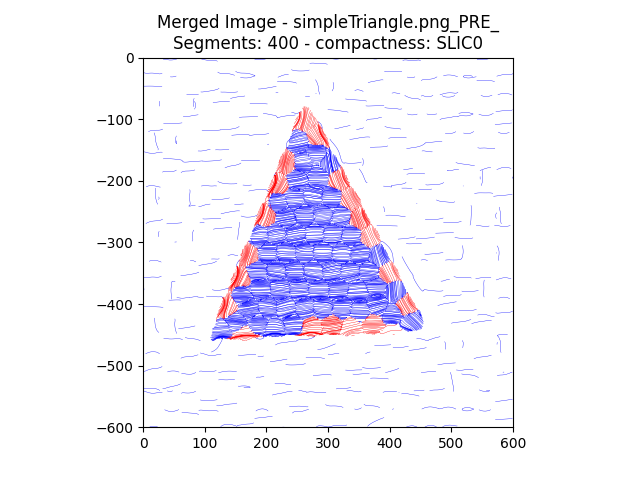 Merged Image - simpleTriangle.png_PRE_
Segments: 400 - compactness: SLIC0
0
−100
−200
−300
−400
−500
−600
0 100 200 300 400 500 600